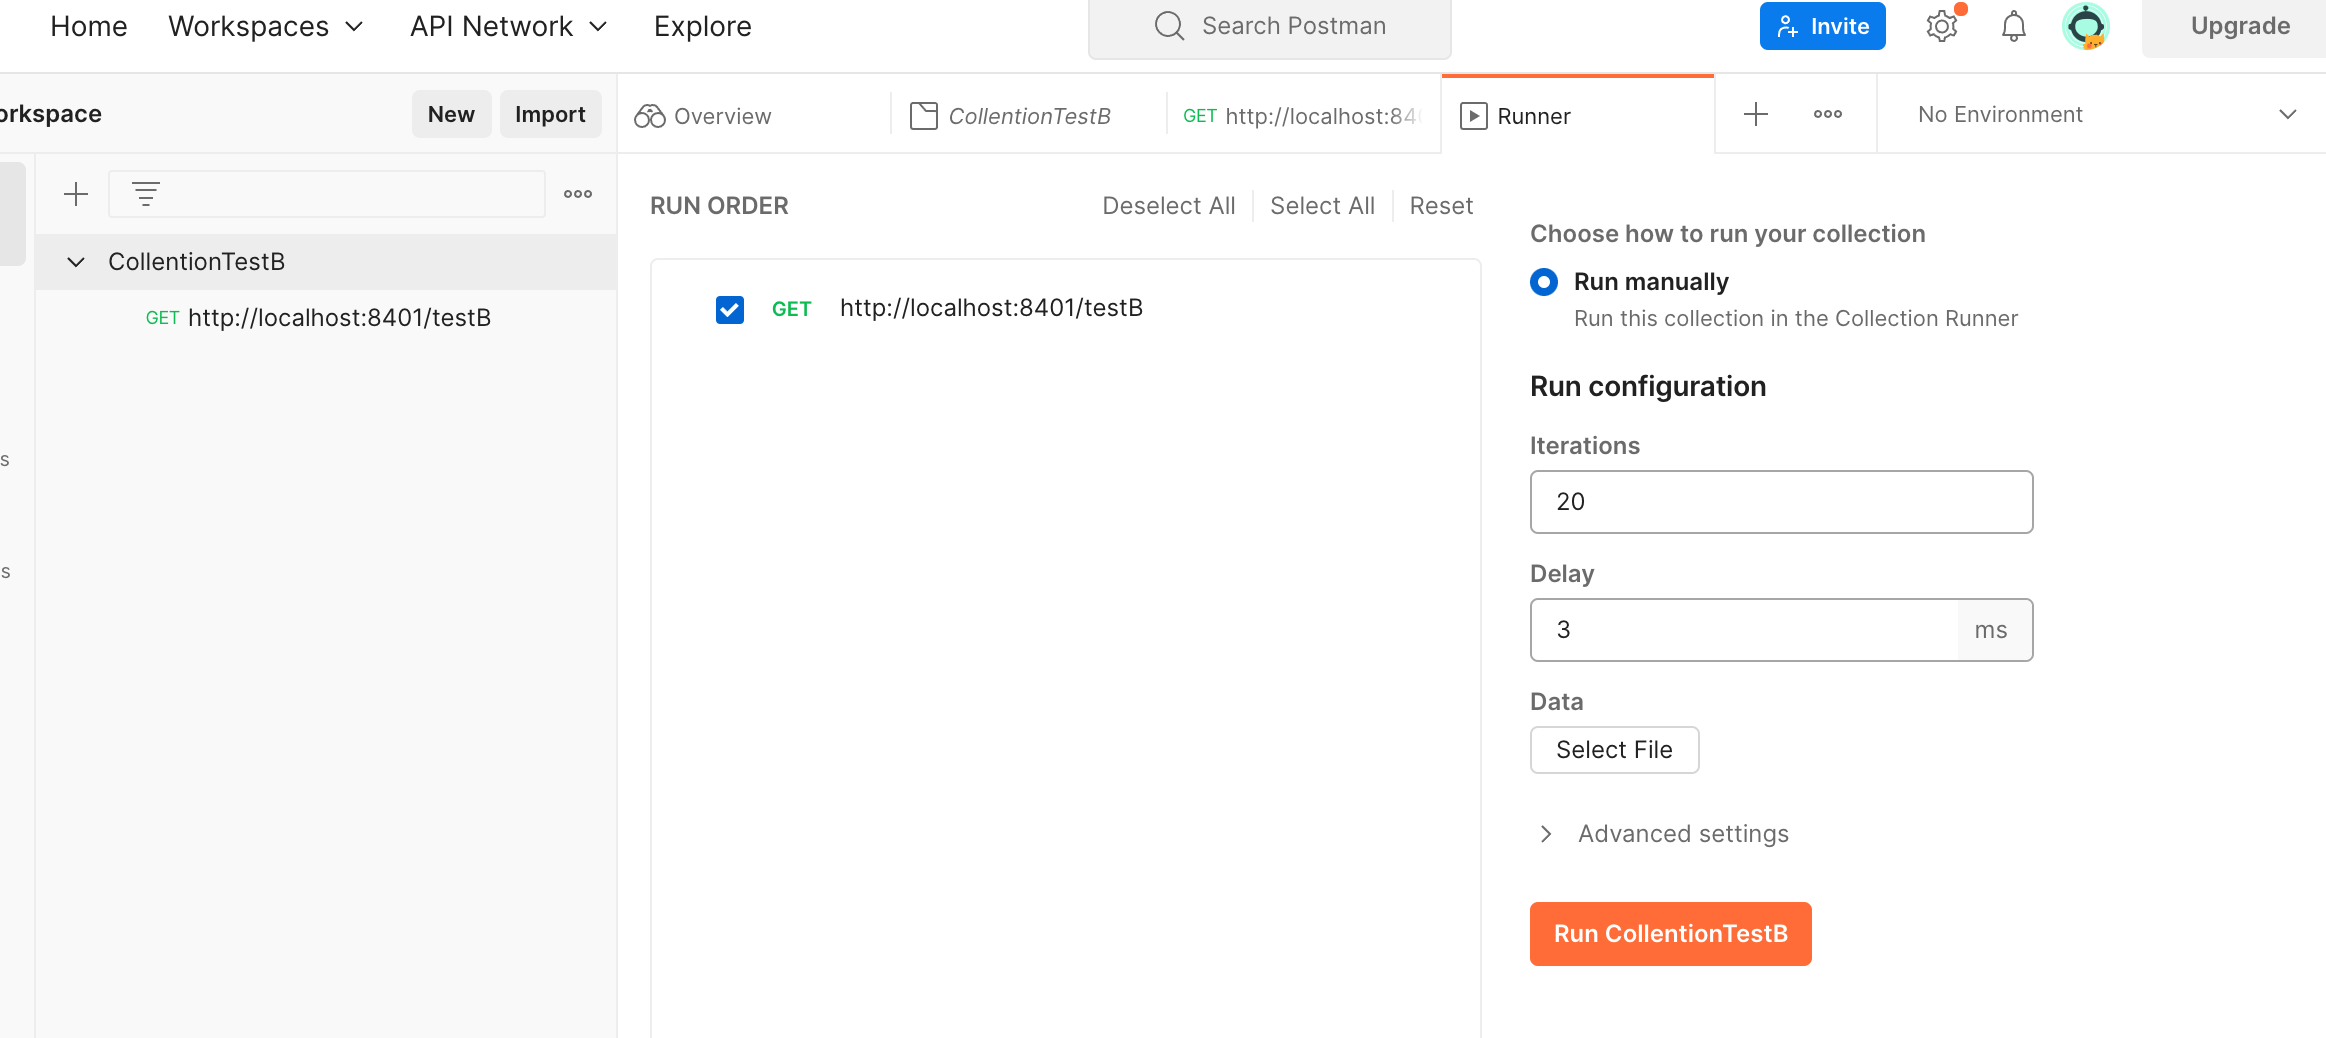 Home Workspaces API Network Explore Search Postman Invite Upgrade
orkspace New Import Overview CollentionTestB GET http://localhost:840 Runner No Environment
RUN ORDER Deselect All Select All Reset
CollentionTestB
GET http://localhost:8401/testB
GET http://localhost:8401/testB
s
s
Choose how to run your collection
Run manually
Run this collection in the Collection Runner
Run configuration
Iterations
20
Delay
3 ms
Data
Select File
Advanced settings
Run CollentionTestB